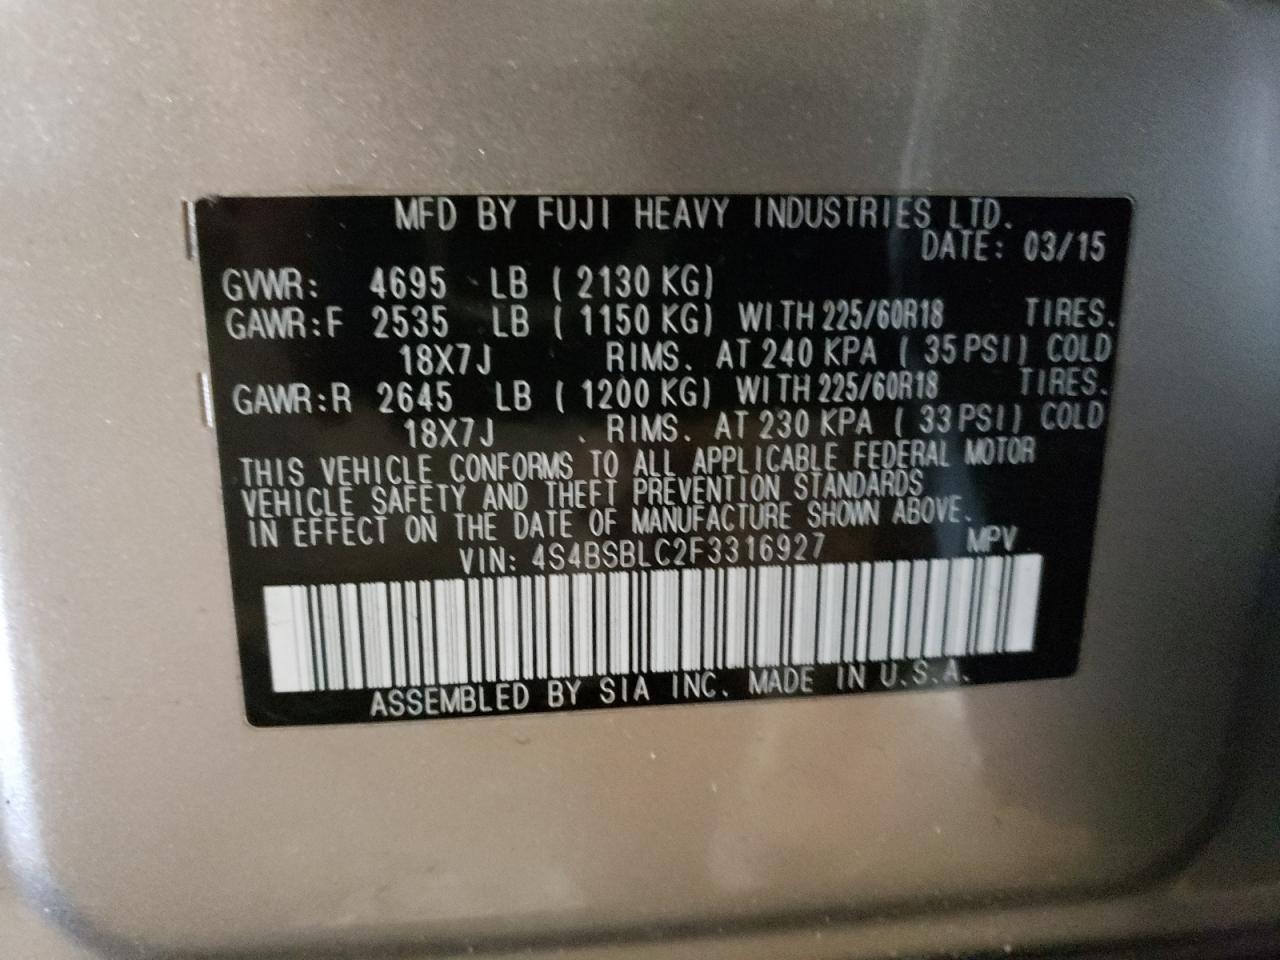 MFD BY FUJI HEAVY INDUSTRIES LTD.
DATE: 03/15
GVWR: 4695 LB ( 2130 KG)
GAWR:F 2535 LB ( 1150 KG) WITH 225/60R18 TIRES.
18X7J RIMS. AT 240 KPA ( 35 PSI) COLD
GAWR:R 2645 LB ( 1200 KG) WITH 225/60R18 TIRES.
18X7J . RIMS. AT 230 KPA ( 33 PSI) COLD
THIS VEHICLE CONFORMS TO ALL APPLICABLE FEDERAL MOTOR
VEHICLE SAFETY AND THEFT PREVENTION STANDARDS
IN EFFECT ON THE DATE OF MANUFACTURE SHOWN ABOVE.
VIN: 4S4BSBLC2F3316927 MPV
ASSEMBLED BY SIA INC. MADE IN U.S.A.